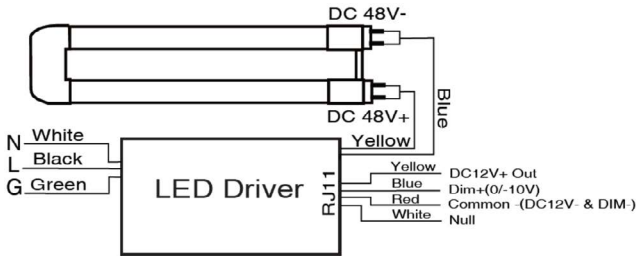 DC 48V-
DC 48V+
Blue
Yellow
N White
L Black
G Green
LED Driver
RJ11
Yellow DC12V+ Out
Blue Dim+(0/-10V)
Red Common -(DC12V- & DIM-)
White Null